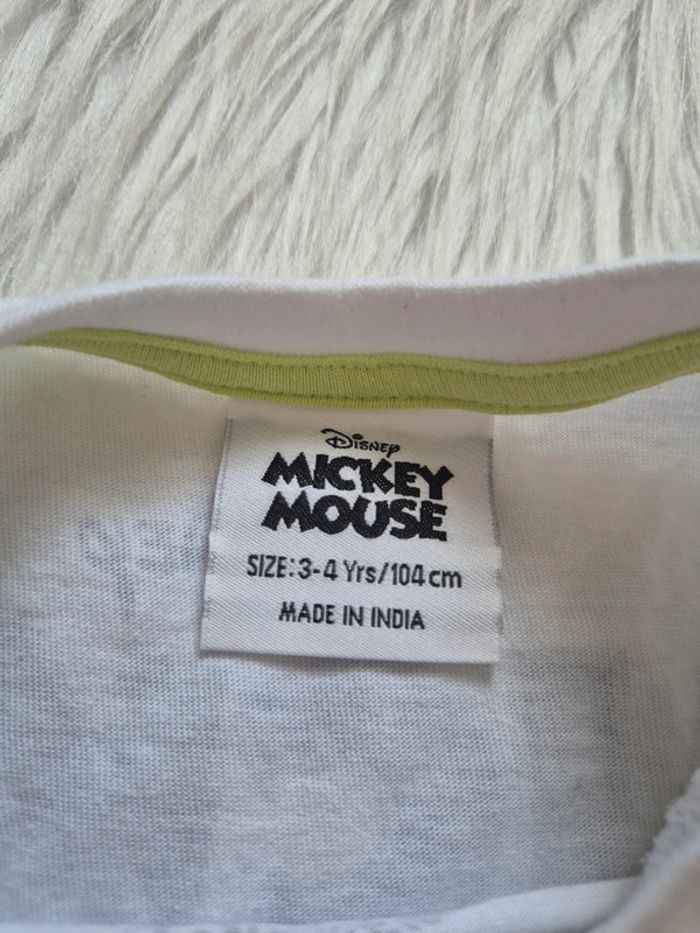 Disney
MICKEY
MOUSE
SIZE: 3-4 Yrs/104 cm
MADE IN INDIA